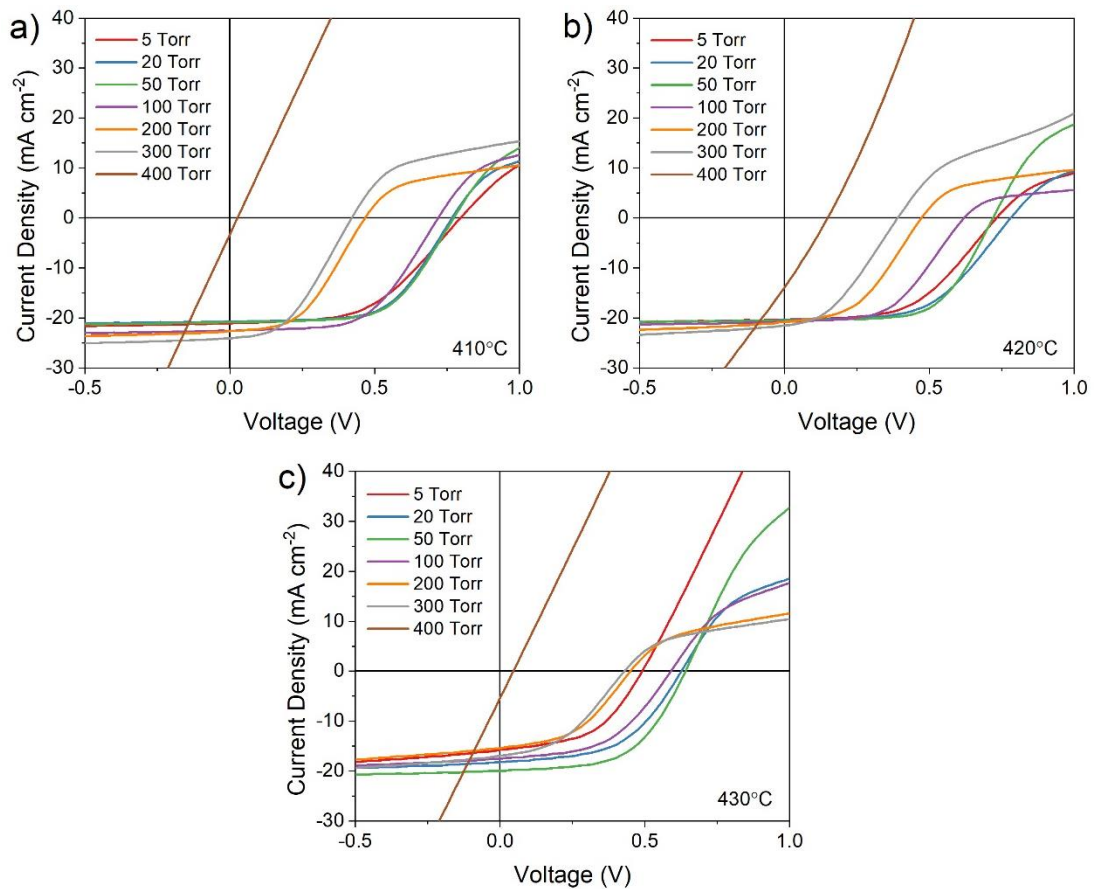 a)
5 Torr
20 Torr
50 Torr
100 Torr
200 Torr
300 Torr
400 Torr
40
30
20
10
0
-10
-20
-30
Current Density (mA cm⁻²)
-0.5
0.0
0.5
1.0
Voltage (V)
410°C
b)
5 Torr
20 Torr
50 Torr
100 Torr
200 Torr
300 Torr
400 Torr
40
30
20
10
0
-10
-20
-30
Current Density (mA cm⁻²)
-0.5
0.0
0.5
1.0
Voltage (V)
420°C
c)
5 Torr
20 Torr
50 Torr
100 Torr
200 Torr
300 Torr
400 Torr
40
30
20
10
0
-10
-20
-30
Current Density (mA cm⁻²)
-0.5
0.0
0.5
1.0
Voltage (V)
430°C